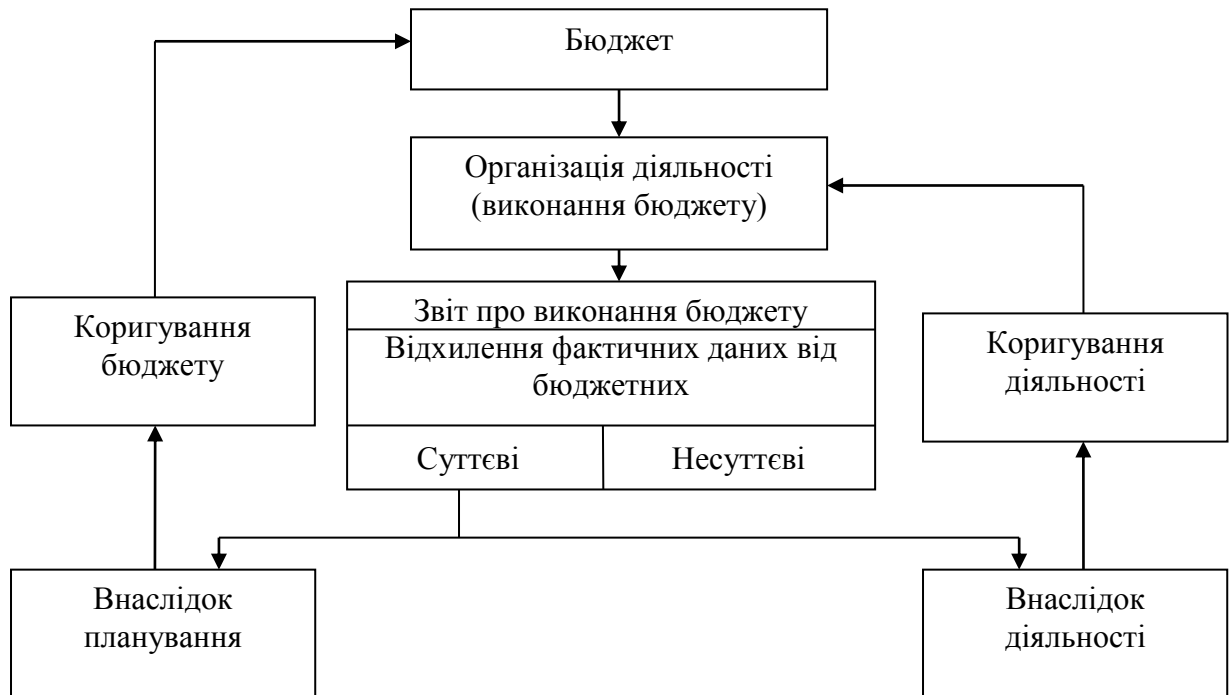 Бюджет
Організація діяльності
(виконання бюджету)
Звіт про виконання бюджету
Відхилення фактичних даних від
бюджетних
Суттєві
Несуттєві
Коригування
бюджету
Коригування
діяльності
Внаслідок
планування
Внаслідок
діяльності